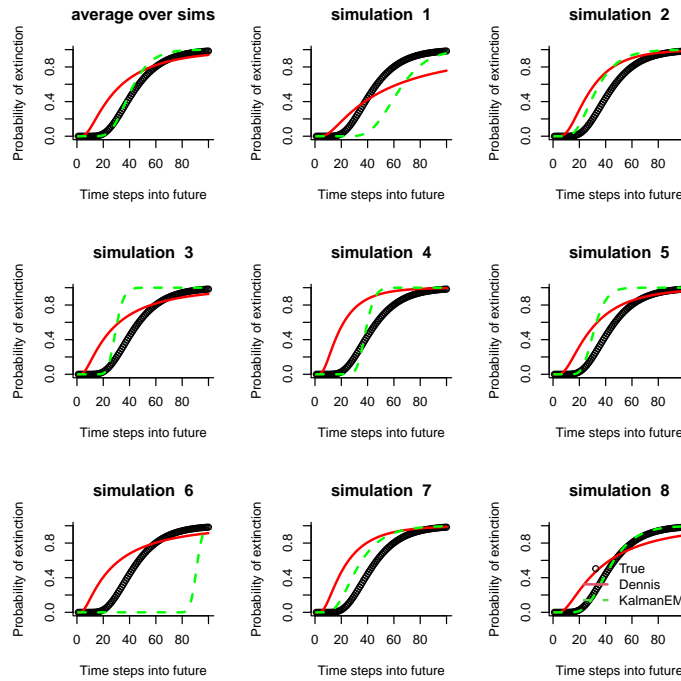 average over sims
Probability of extinction
0.0 0.4 0.8
0 20 40 60 80
Time steps into future
simulation 1
Probability of extinction
0.0 0.4 0.8
0 20 40 60 80
Time steps into future
simulation 2
Probability of extinction
0.0 0.4 0.8
0 20 40 60 80
Time steps into future
simulation 3
Probability of extinction
0.0 0.4 0.8
0 20 40 60 80
Time steps into future
simulation 4
Probability of extinction
0.0 0.4 0.8
0 20 40 60 80
Time steps into future
simulation 5
Probability of extinction
0.0 0.4 0.8
0 20 40 60 80
Time steps into future
simulation 6
Probability of extinction
0.0 0.4 0.8
0 20 40 60 80
Time steps into future
simulation 7
Probability of extinction
0.0 0.4 0.8
0 20 40 60 80
Time steps into future
simulation 8
Probability of extinction
0.0 0.4 0.8
True
Dennis
KalmanEM
0 20 40 60 80
Time steps into future